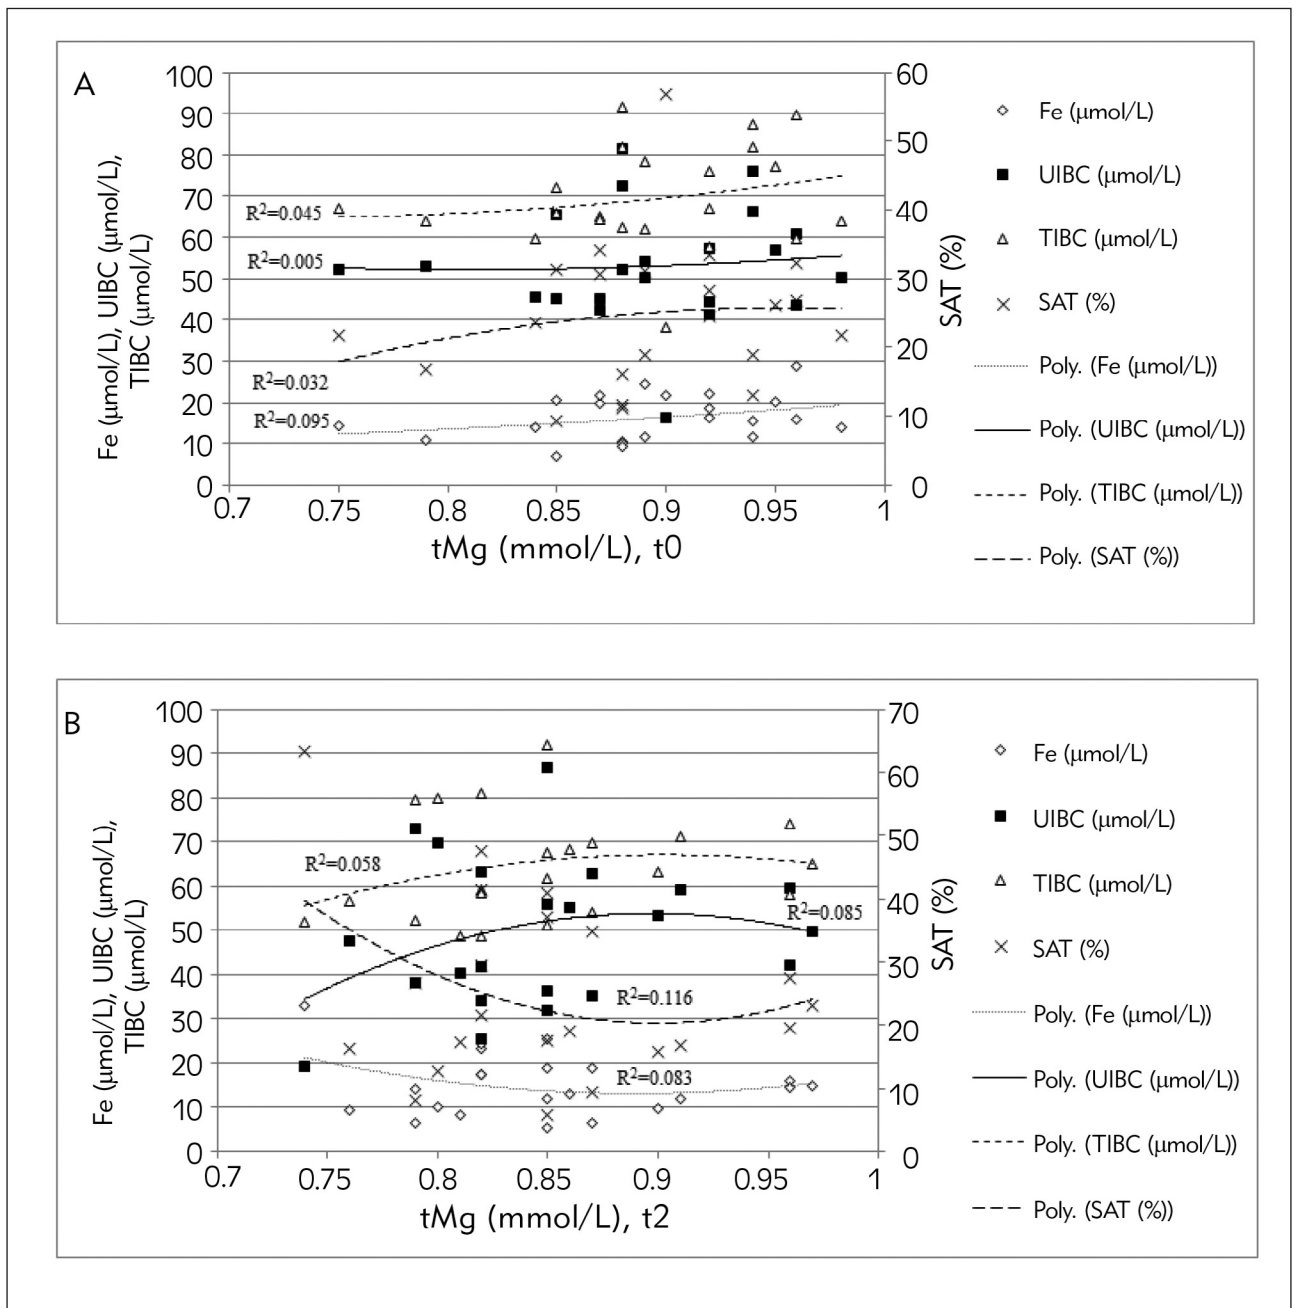 A
100
90
80
70
60
50
40
30
20
10
0
Fe (µmol/L), UIBC (µmol/L),
TIBC (µmol/L)
R²=0.045
R²=0.005
R²=0.032
R²=0.095
60
50
40
30
20
10
0
SAT (%)
0.7 0.75 0.8 0.85 0.9 0.95 1
tMg (mmol/L), t0
Fe (µmol/L)
UIBC (µmol/L)
TIBC (µmol/L)
SAT (%)
Poly. (Fe (µmol/L))
Poly. (UIBC (µmol/L))
Poly. (TIBC (µmol/L))
Poly. (SAT (%))
B
100
90
80
70
60
50
40
30
20
10
0
Fe (µmol/L), UIBC (µmol/L),
TIBC (µmol/L)
R²=0.058
R²=0.085
R²=0.116
R²=0.083
70
60
50
40
30
20
10
0
SAT (%)
0.7 0.75 0.8 0.85 0.9 0.95 1
tMg (mmol/L), t2
Fe (µmol/L)
UIBC (µmol/L)
TIBC (µmol/L)
SAT (%)
Poly. (Fe (µmol/L))
Poly. (UIBC (µmol/L))
Poly. (TIBC (µmol/L))
Poly. (SAT (%))